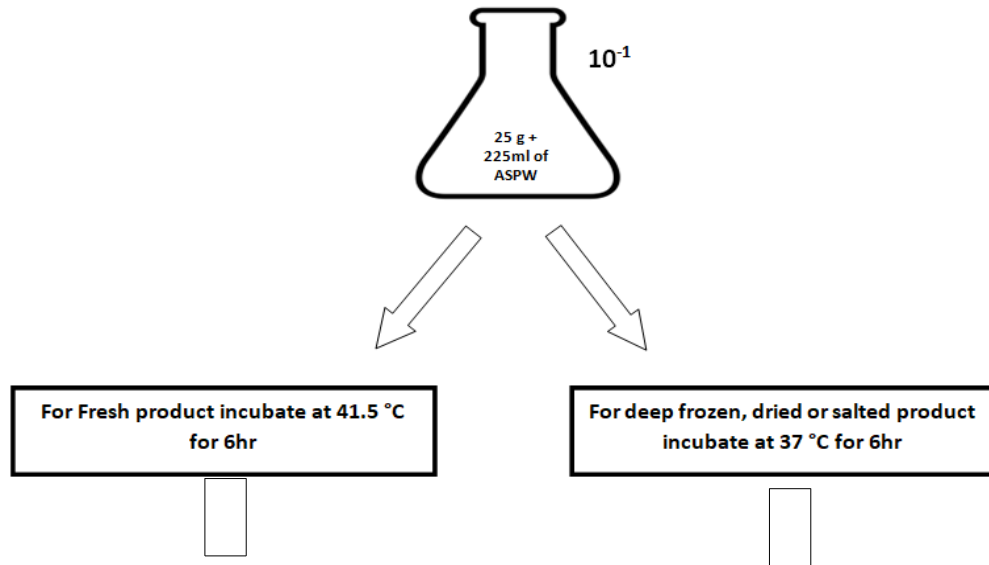 10-1
25 g +
225ml of
ASPW
For Fresh product incubate at 41.5 °C
for 6hr
For deep frozen, dried or salted product
incubate at 37 °C for 6hr